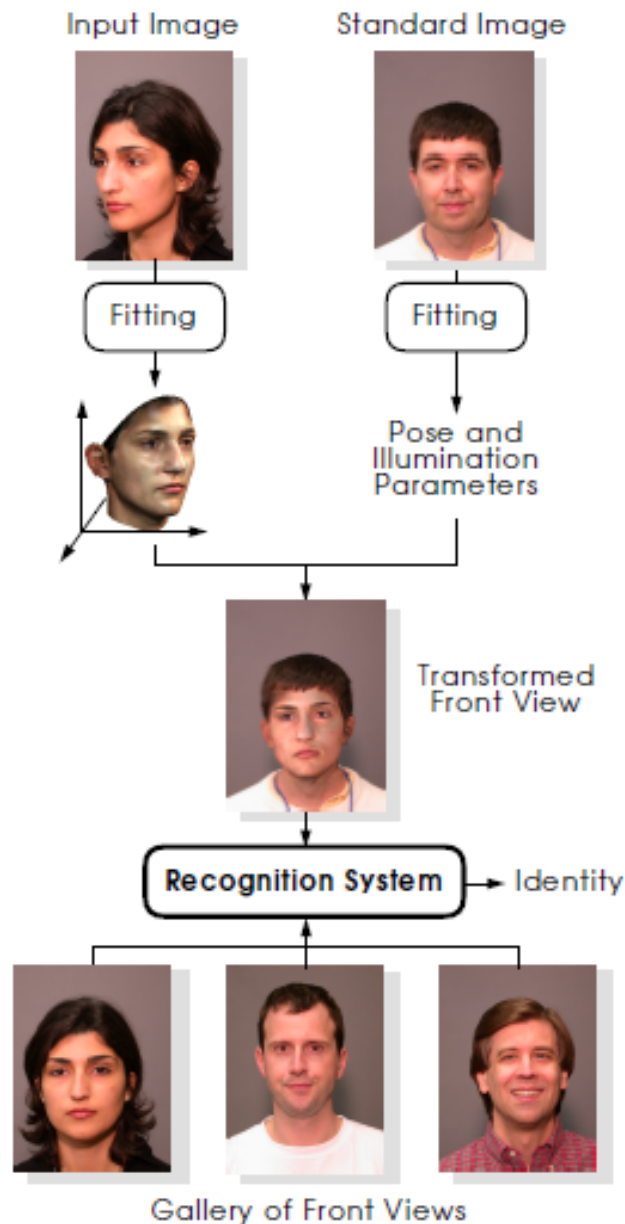 Input Image
Standard Image
Fitting
Fitting
Pose and
Illumination
Parameters
Transformed
Front View
Recognition System
Identity
Gallery of Front Views